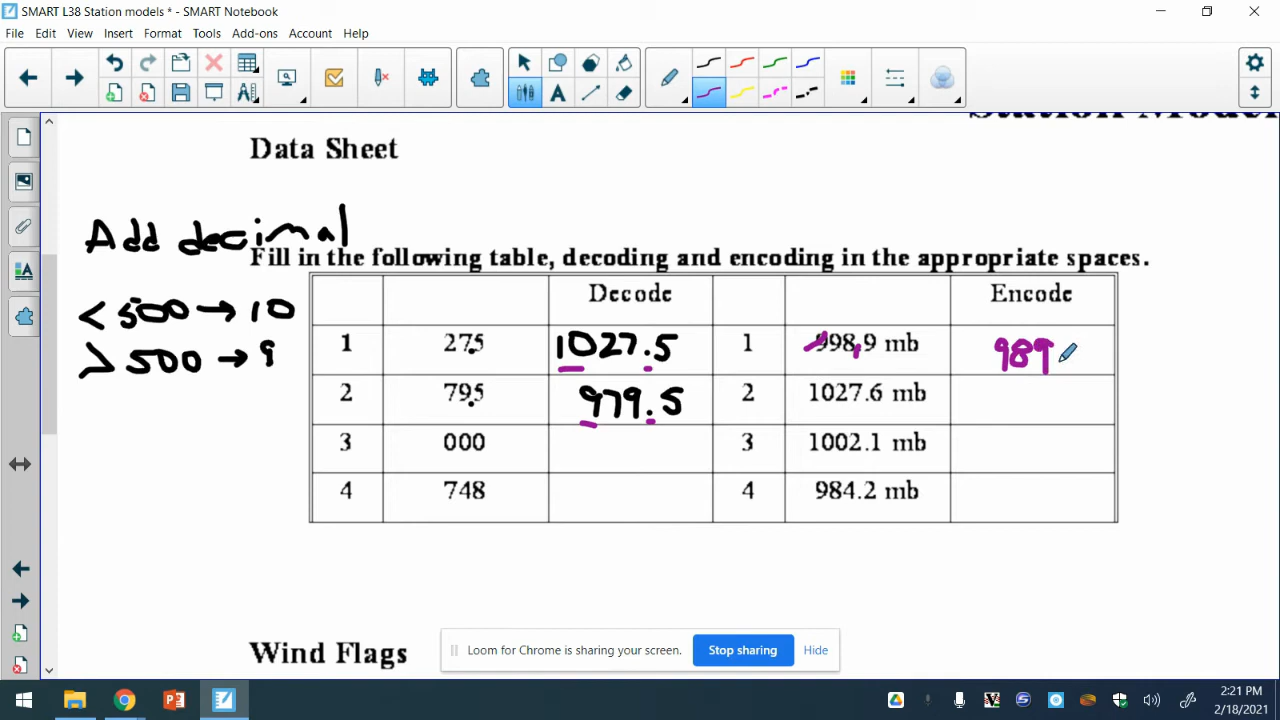 SMART L38 Station models * - SMART Notebook
File Edit View Insert Format Tools Add-ons Account Help
Station Model
Data Sheet
Add decimal
Fill in the following table, decoding and encoding in the appropriate spaces.
Decode Encode
<500→10
>500→9
1 275 1027.5 1 998.9 mb 989
2 795 979.5 2 1027.6 mb
3 000 3 1002.1 mb
4 748 4 984.2 mb
Wind Flags
Loom for Chrome is sharing your screen. Stop sharing Hide
2:21 PM
2/18/2021